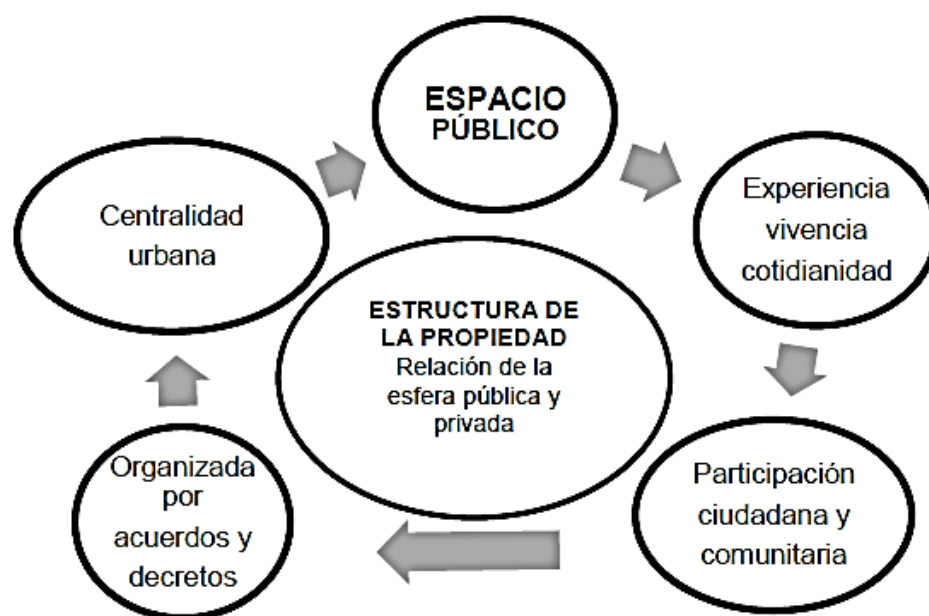 ESPACIO
PÚBLICO
Experiencia
vivencia
cotidianidad
Participación
ciudadana y
comunitaria
Organizada
por
acuerdos y
decretos
Centralidad
urbana
ESTRUCTURA DE
LA PROPIEDAD
Relación de la
esfera pública y
privada